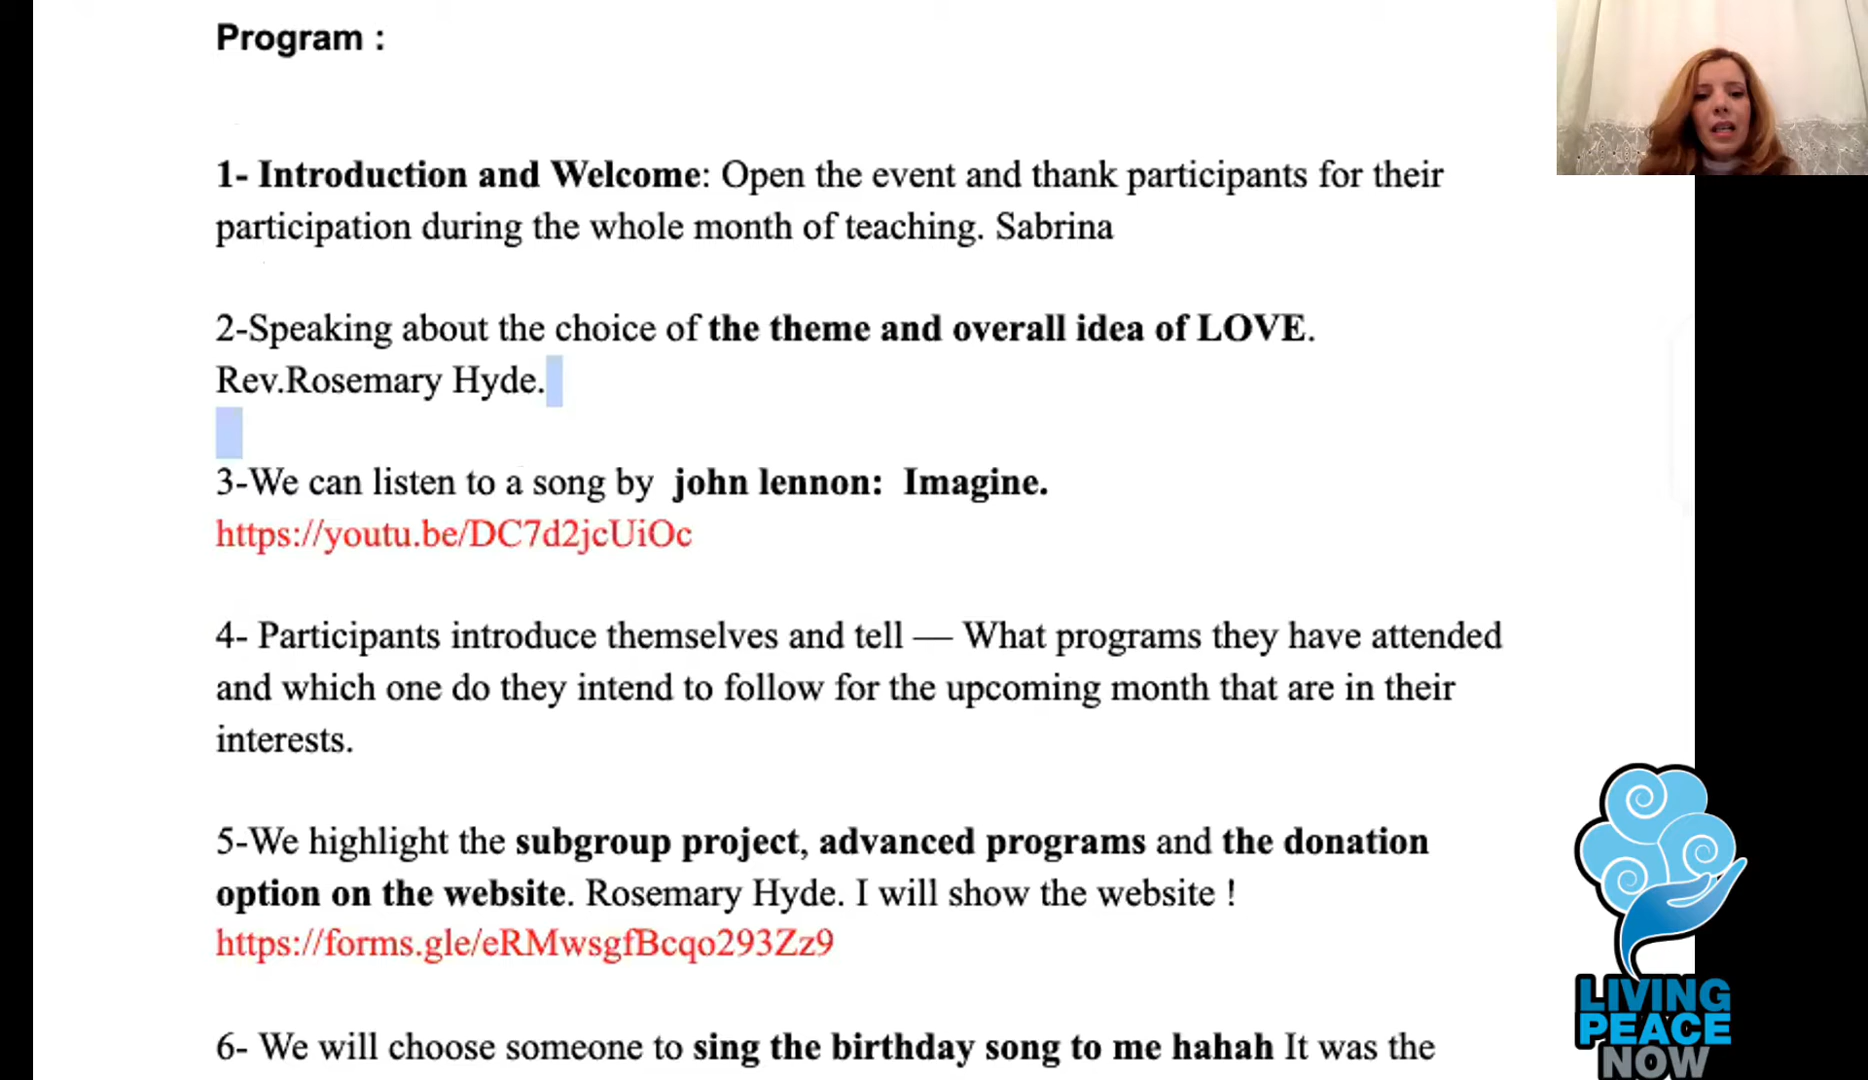 Program :
1- Introduction and Welcome: Open the event and thank participants for their
participation during the whole month of teaching. Sabrina
2-Speaking about the choice of the theme and overall idea of LOVE.
Rev.Rosemary Hyde.
3-We can listen to a song by  john lennon:  Imagine.
https://youtu.be/DC7d2jcUiOc
4- Participants introduce themselves and tell — What programs they have attended
and which one do they intend to follow for the upcoming month that are in their
interests.
5-We highlight the subgroup project, advanced programs and the donation
option on the website. Rosemary Hyde. I will show the website !
https://forms.gle/eRMwsgfBcqo293Zz9
6- We will choose someone to sing the birthday song to me hahah It was the
LIVING
PEACE
NOW